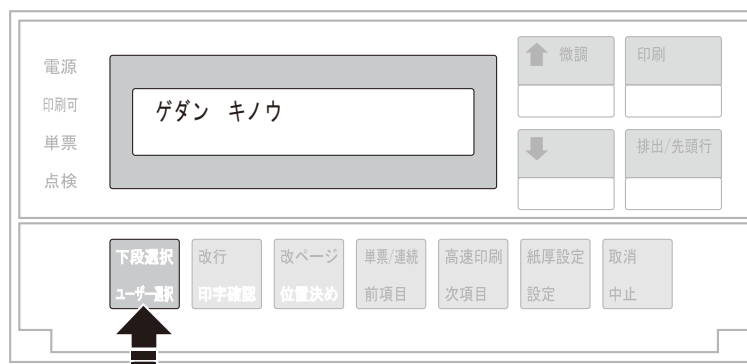 電源
印刷可
単票
点検
ゲダン キノウ
微調
印刷
排出/先頭行
下段選択
ユーザー選択
改行
印字確認
改ページ
位置決め
単票/連続
前項目
高速印刷
次項目
紙厚設定
設定
取消
中止